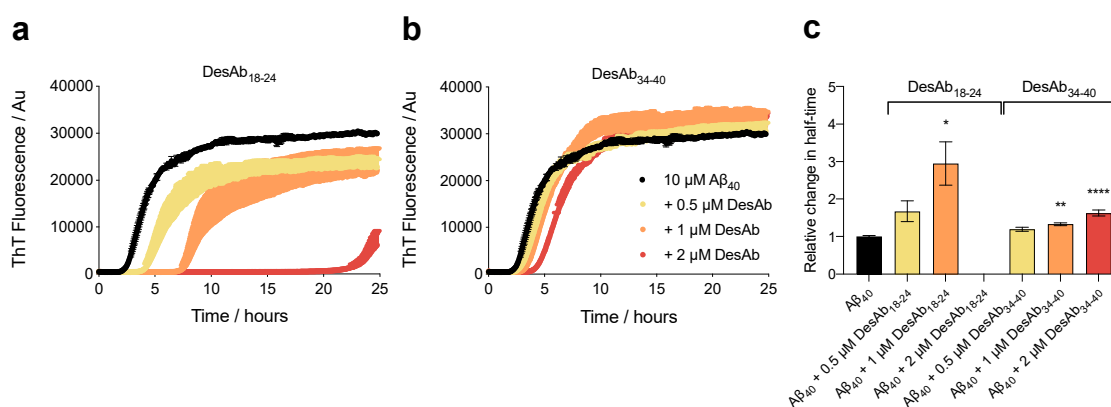 a
DesAb18-24
ThT Fluorescence / Au
40000
30000
20000
10000
0
0 5 10 15 20 25
Time / hours
b
DesAb34-40
ThT Fluorescence / Au
40000
30000
20000
10000
0
10 µM Aβ40
+ 0.5 µM DesAb
+ 1 µM DesAb
+ 2 µM DesAb
0 5 10 15 20 25
Time / hours
c
DesAb18-24 DesAb34-40
Relative change in half-time
5
4
3
2
1
0
*
**
****
Aβ40
Aβ40 + 0.5 µM DesAb18-24
Aβ40 + 1 µM DesAb18-24
Aβ40 + 2 µM DesAb18-24
Aβ40 + 0.5 µM DesAb34-40
Aβ40 + 1 µM DesAb34-40
Aβ40 + 2 µM DesAb34-40